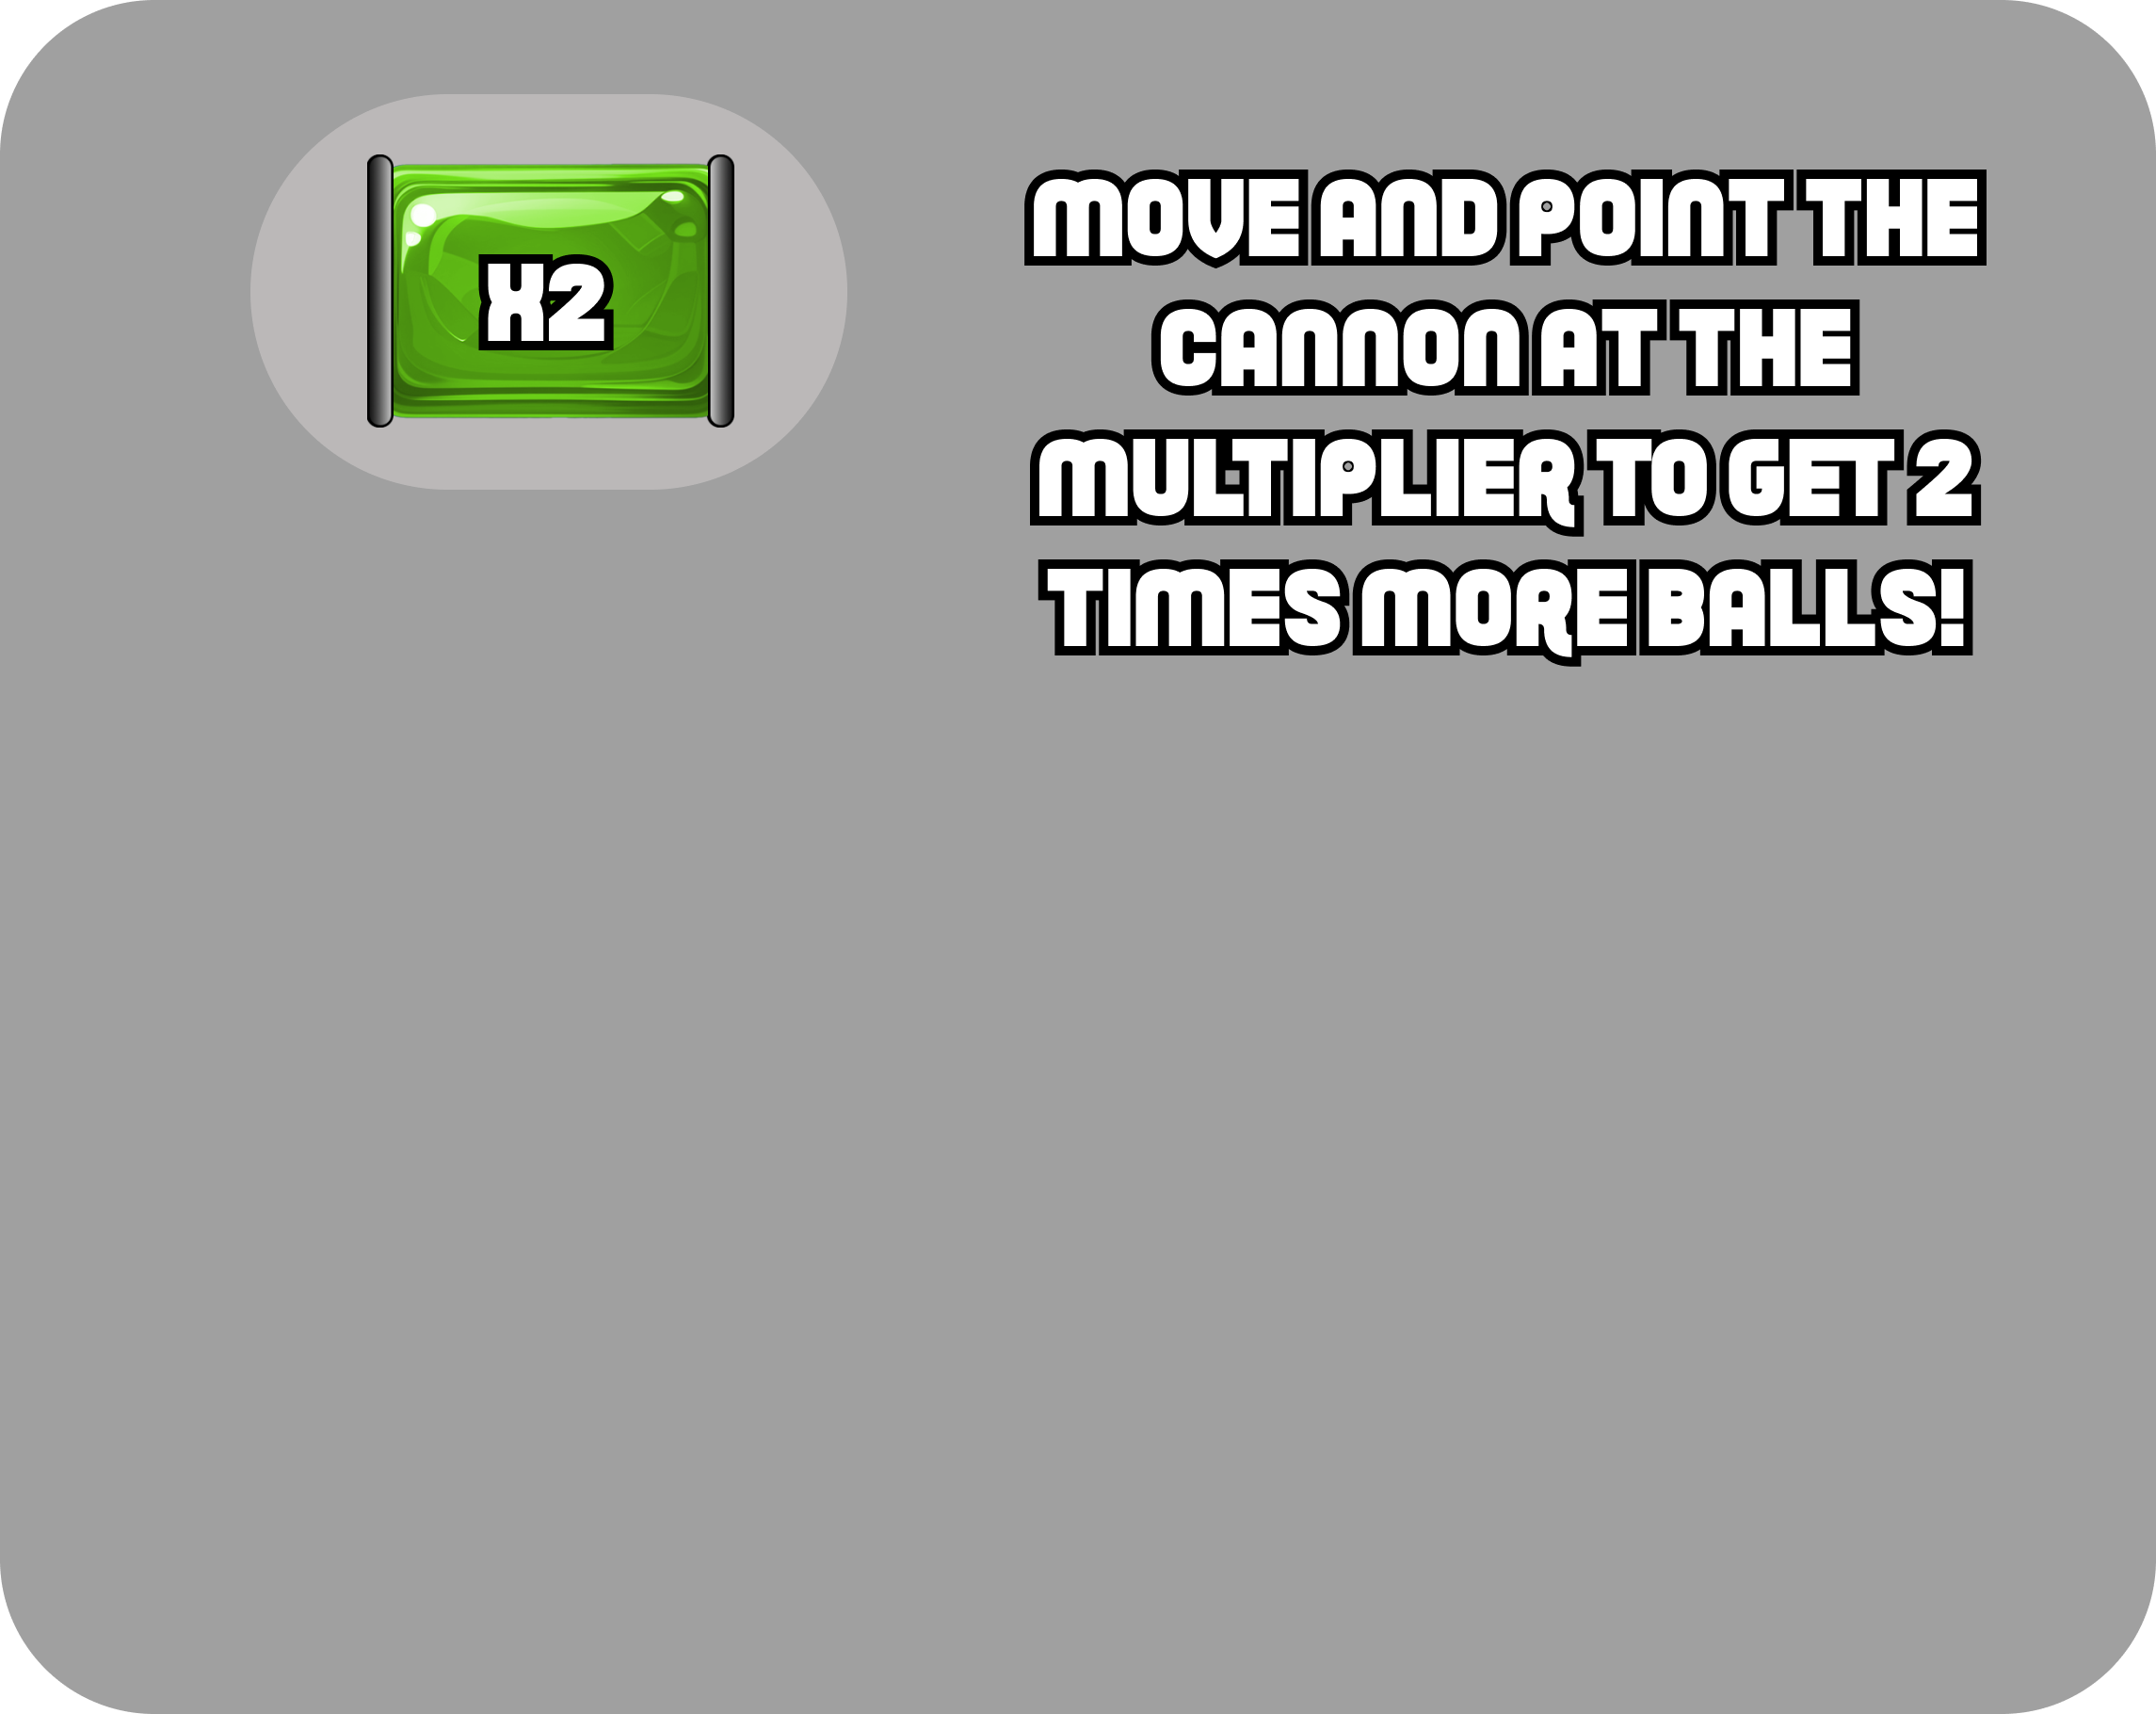 X2
MOVE AND POINT THE
CANNON AT THE
MULTIPLIER TO GET 2
TIMES MORE BALLS!